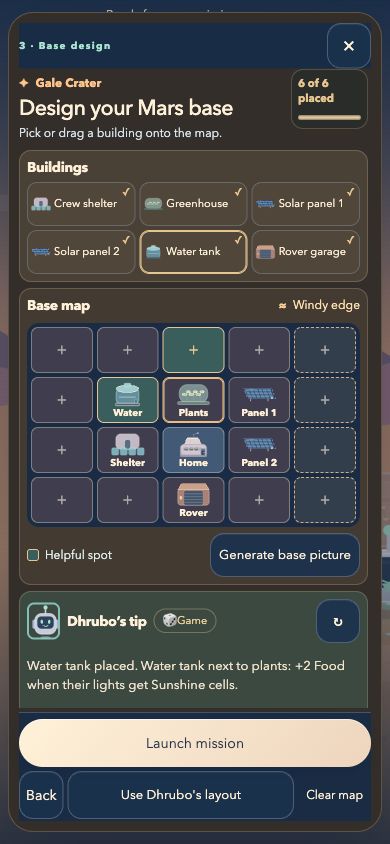 3 · Base design
×
✦ Gale Crater
6 of 6 placed
Design your Mars base
Pick or drag a building onto the map.
Buildings
Crew shelter ✓
Greenhouse ✓
Solar panel 1 ✓
Solar panel 2 ✓
Water tank ✓
Rover garage ✓
Base map
≈ Windy edge
+ + + + +
+ Water Plants Panel 1 +
+ Shelter Home Panel 2 +
+ + Rover + +
Helpful spot
Generate base picture
Dhrubo's tip
Game
↻
Water tank placed. Water tank next to plants: +2 Food
when their lights get Sunshine cells.
Launch mission
Back
Use Dhrubo's layout
Clear map